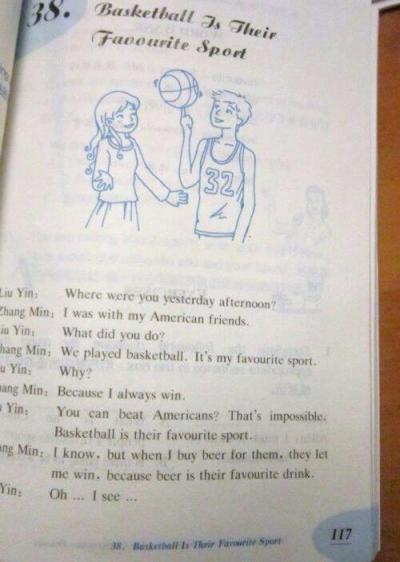 38. Basketball Is Their
Favourite Sport
32
Liu Yin: Where were you yesterday afternoon?
Zhang Min: I was with my American friends.
iu Yin: What did you do?
hang Min: We played basketball. It's my favourite sport.
u Yin: Why?
ang Min: Because I always win.
Yin: You can beat Americans? That's impossible.
Basketball is their favourite sport.
ng Min: I know, but when I buy beer for them, they let
me win, because beer is their favourite drink.
Yin: Oh ... I see ...
38. Basketball Is Their Favourite Sport
117